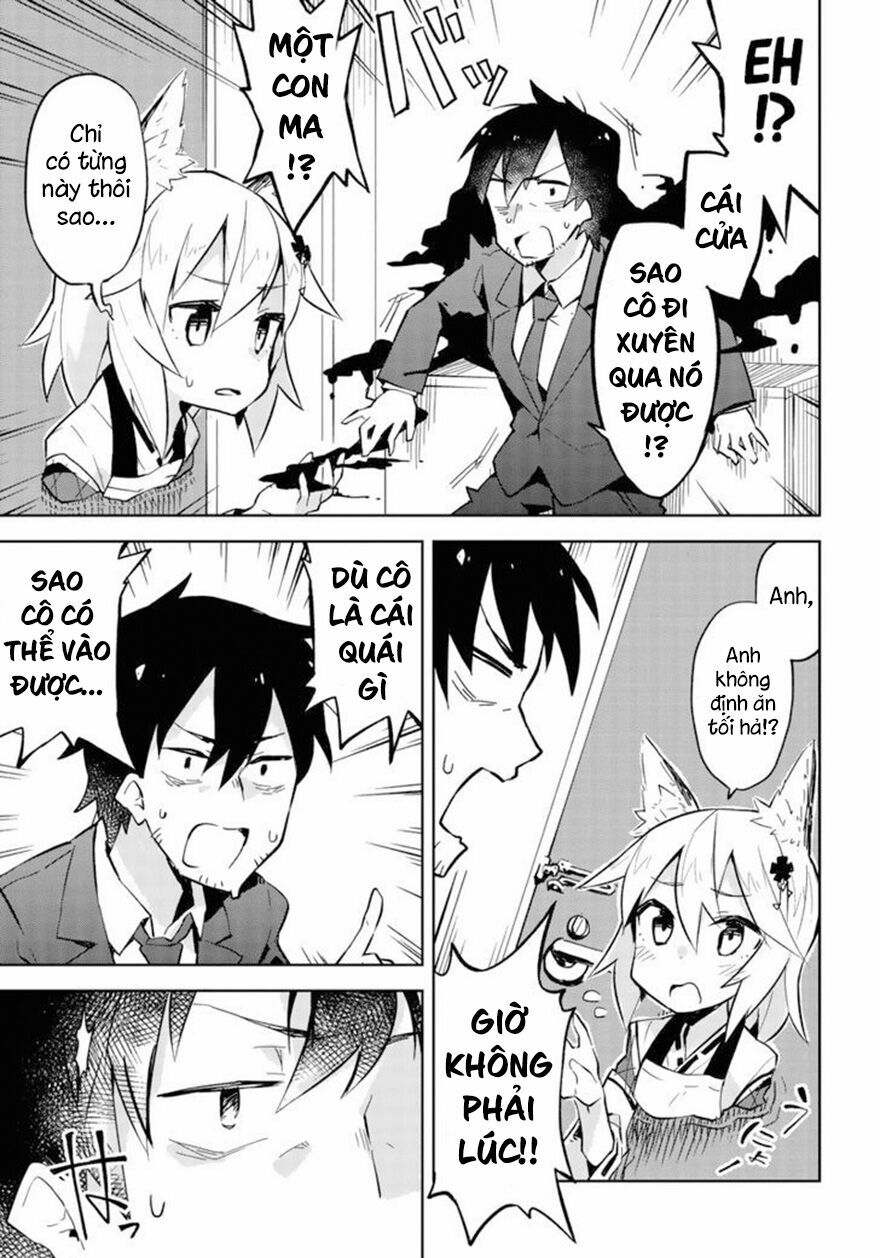 EH
!?
CÁI
CỬA
SAO
CÔ ĐI
XUYÊN
QUA NÓ
ĐƯỢC
!?
MỘT
CON
MA
!?
Chỉ
có từng
này thôi
sao...
Anh,
Anh
không
định ăn
tối hả!?
GIỜ
KHÔNG
PHẢI
LÚC!!
DÙ CÔ
LÀ CÁI
QUÁI
GÌ
SAO
CÔ CÓ
THỂ VÀO
ĐƯỢC...